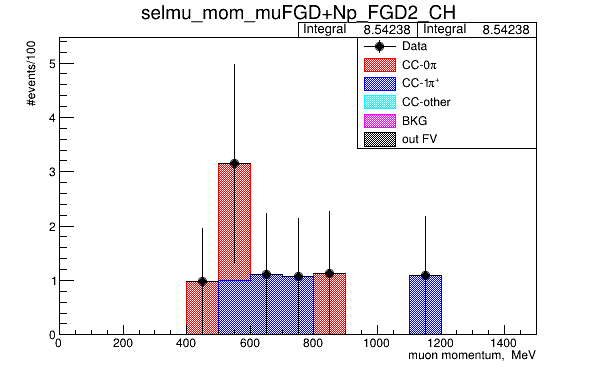 selmu_mom_muFGD+Np_FGD2_CH
Integral 8.54238 Integral 8.54238
Data
CC-0π
CC-1π⁺
CC-other
BKG
out FV
#events/100
5
4
3
2
1
0
0 200 400 600 800 1000 1200 1400
muon momentum, MeV